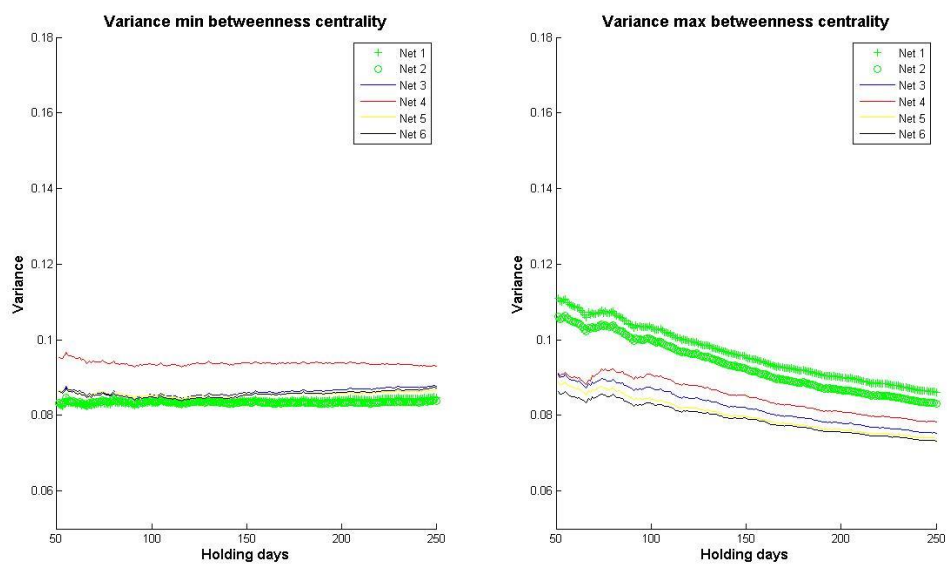 Variance min betweenness centrality
0.18
0.16
0.14
0.12
0.1
0.08
0.06
50
100
150
200
250
Variance
Holding days
Net 1
Net 2
Net 3
Net 4
Net 5
Net 6
Variance max betweenness centrality
0.18
0.16
0.14
0.12
0.1
0.08
0.06
50
100
150
200
250
Variance
Holding days
Net 1
Net 2
Net 3
Net 4
Net 5
Net 6